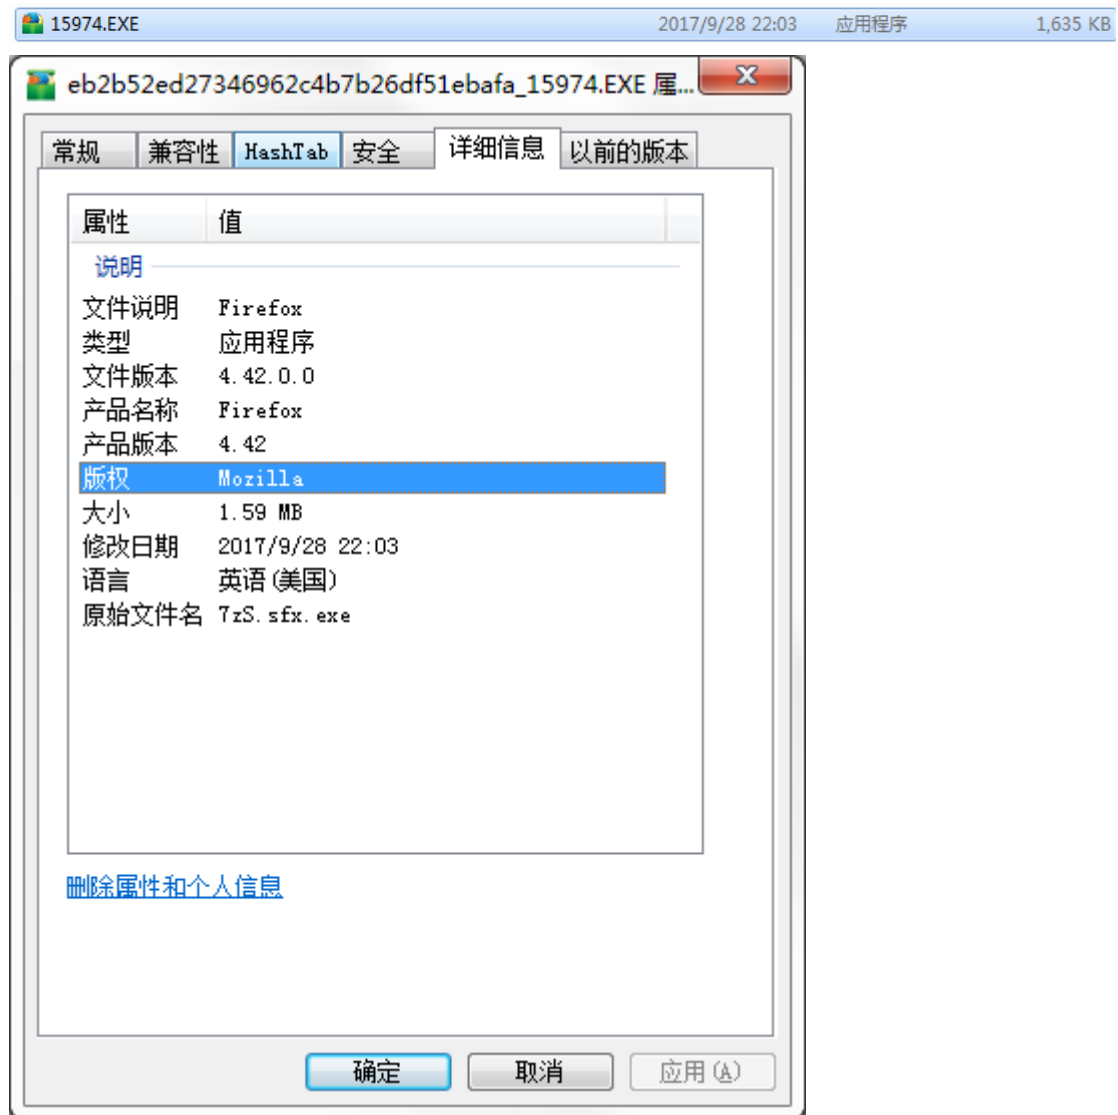 15974.EXE 2017/9/28 22:03 应用程序 1,635 KB
eb2b52ed27346962c4b7b26df51ebafa_15974.EXE 属...
常规 兼容性 HashTab 安全 详细信息 以前的版本
属性 值
说明
文件说明 Firefox
类型 应用程序
文件版本 4.42.0.0
产品名称 Firefox
产品版本 4.42
版权 Mozilla
大小 1.59 MB
修改日期 2017/9/28 22:03
语言 英语(美国)
原始文件名 7zS.sfx.exe
删除属性和个人信息
确定 取消 应用(A)